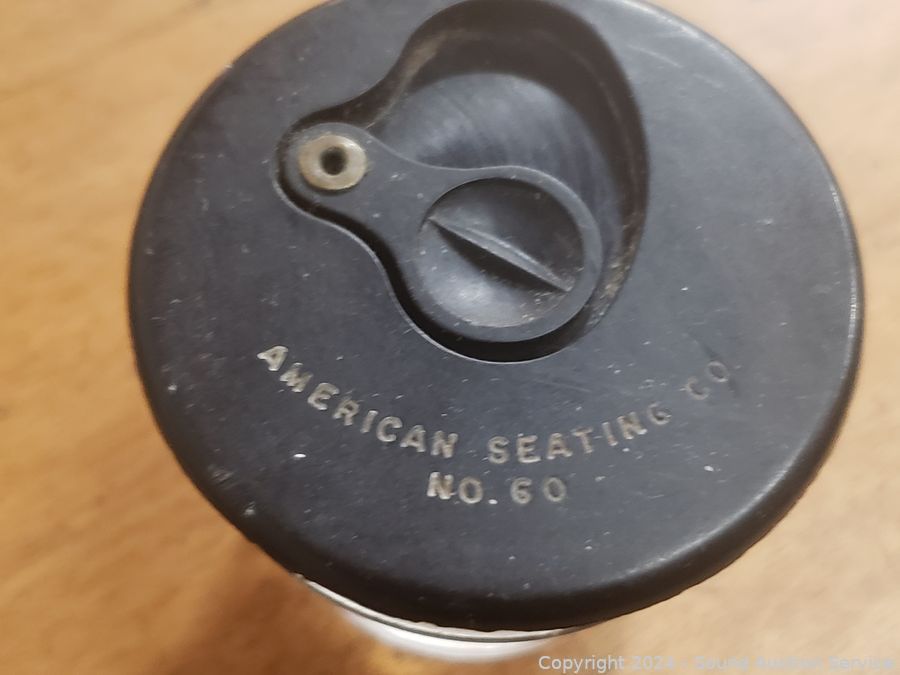 AMERICAN SEATING CO.
NO. 60
Copyright 2024 - Sound Auction Service